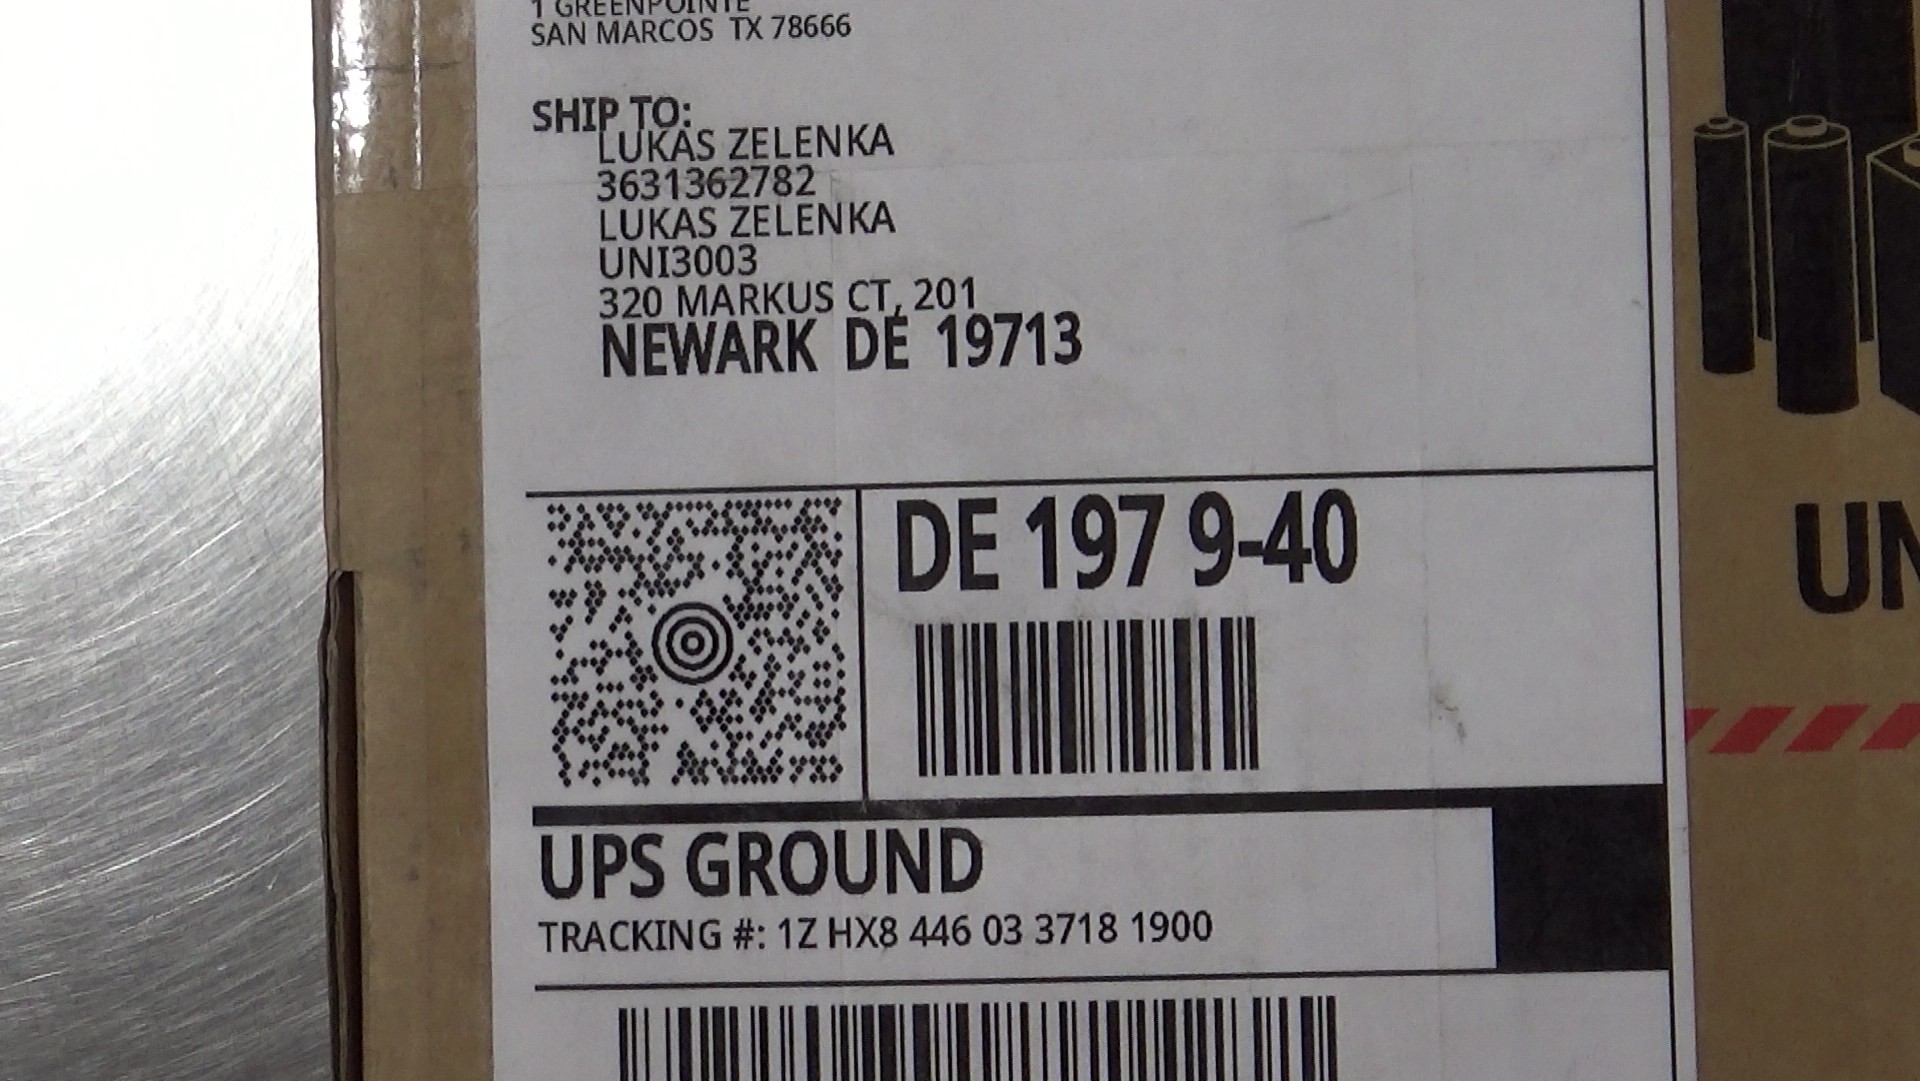 1 GREENPOINTE
SAN MARCOS TX 78666
SHIP TO:
LUKAS ZELENKA
3631362782
LUKAS ZELENKA
UNI3003
320 MARKUS CT, 201
NEWARK DE 19713
DE 197 9-40
UPS GROUND
TRACKING #: 1Z HX8 446 03 3718 1900
UN